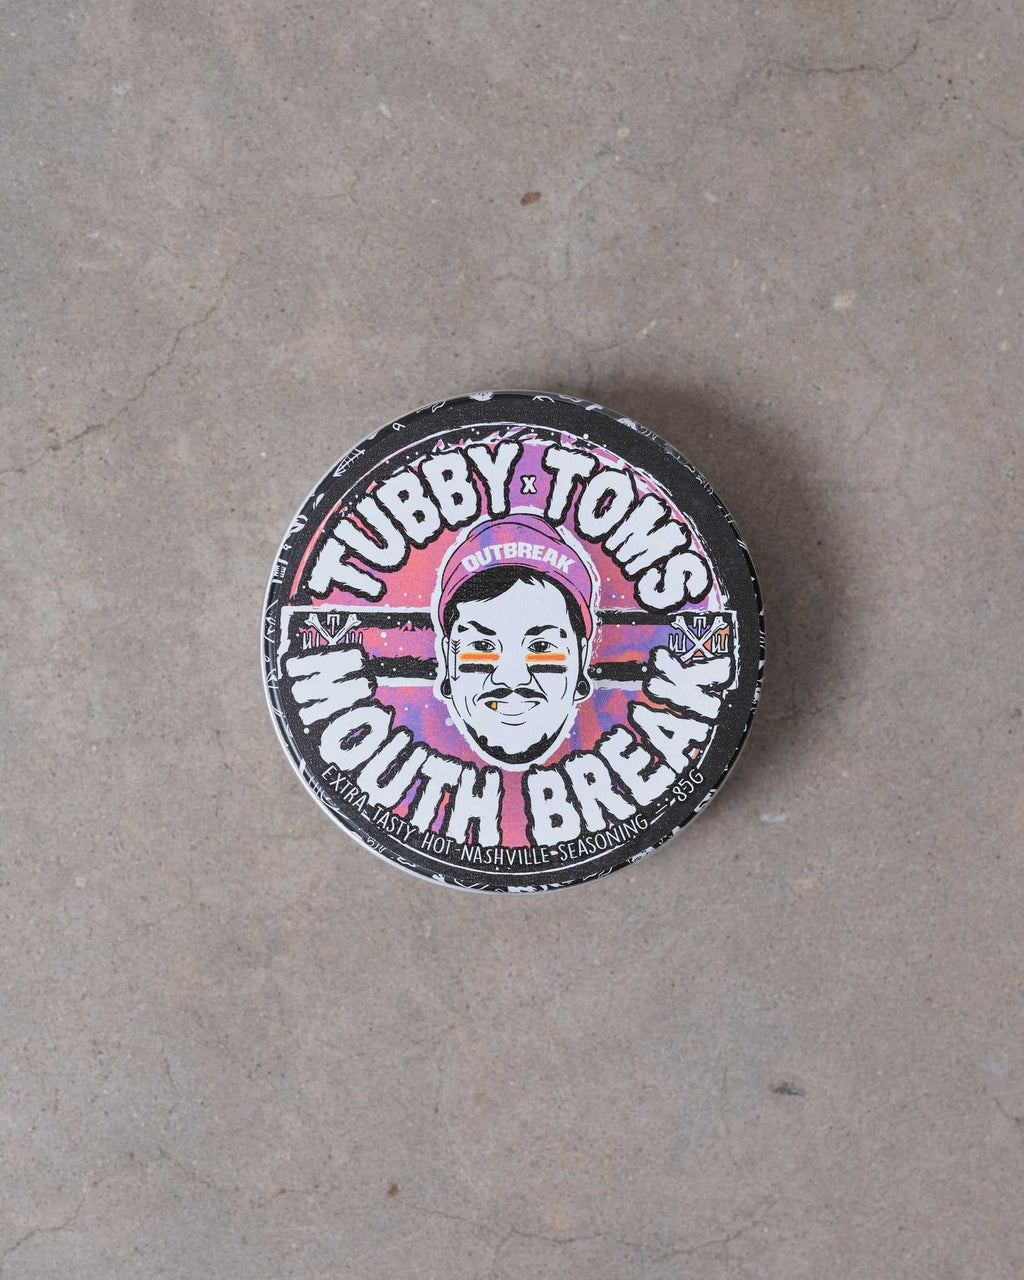 TUBBY x TOMS
OUTBREAK
MOUTH BREAK
EXTRA TASTY HOT-NASHVILLE-SEASONING — 85G